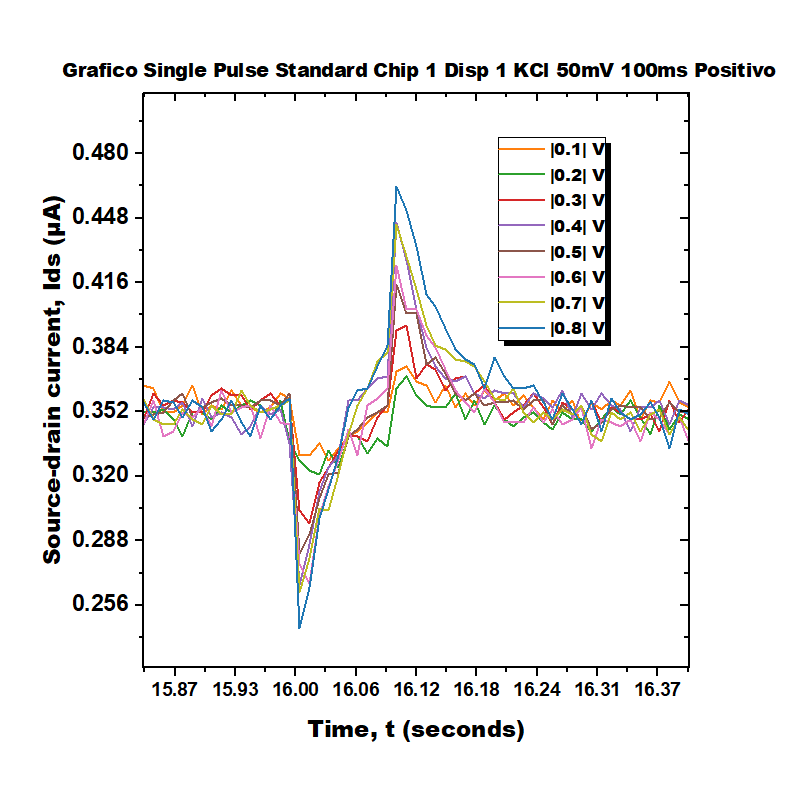 Grafico Single Pulse Standard Chip 1 Disp 1 KCl 50mV 100ms Positivo
0.480
0.448
0.416
0.384
0.352
0.320
0.288
0.256
Source-drain current, Ids (µA)
|0.1| V
|0.2| V
|0.3| V
|0.4| V
|0.5| V
|0.6| V
|0.7| V
|0.8| V
15.87 15.93 16.00 16.06 16.12 16.18 16.24 16.31 16.37
Time, t (seconds)